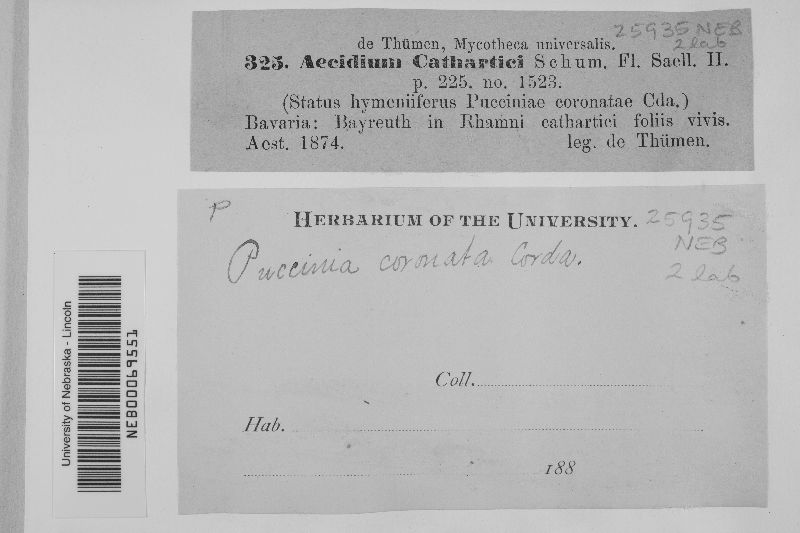 25935 NEB
2 lab
de Thümen, Mycotheca universalis.
325. Aecidium Cathartici Schum. Fl. Saell. II.
p. 225. no. 1523.
(Status hymeniiferus Pucciniae coronatae Cda.)
Bavaria: Bayreuth in Rhamni cathartici foliis vivis.
Aest. 1874. leg. de Thümen.
P
HERBARIUM OF THE UNIVERSITY. 25935
NEB
2 lab
Puccinia coronata Corda.
Coll.
Hab.
188
University of Nebraska - Lincoln
NEB00069551